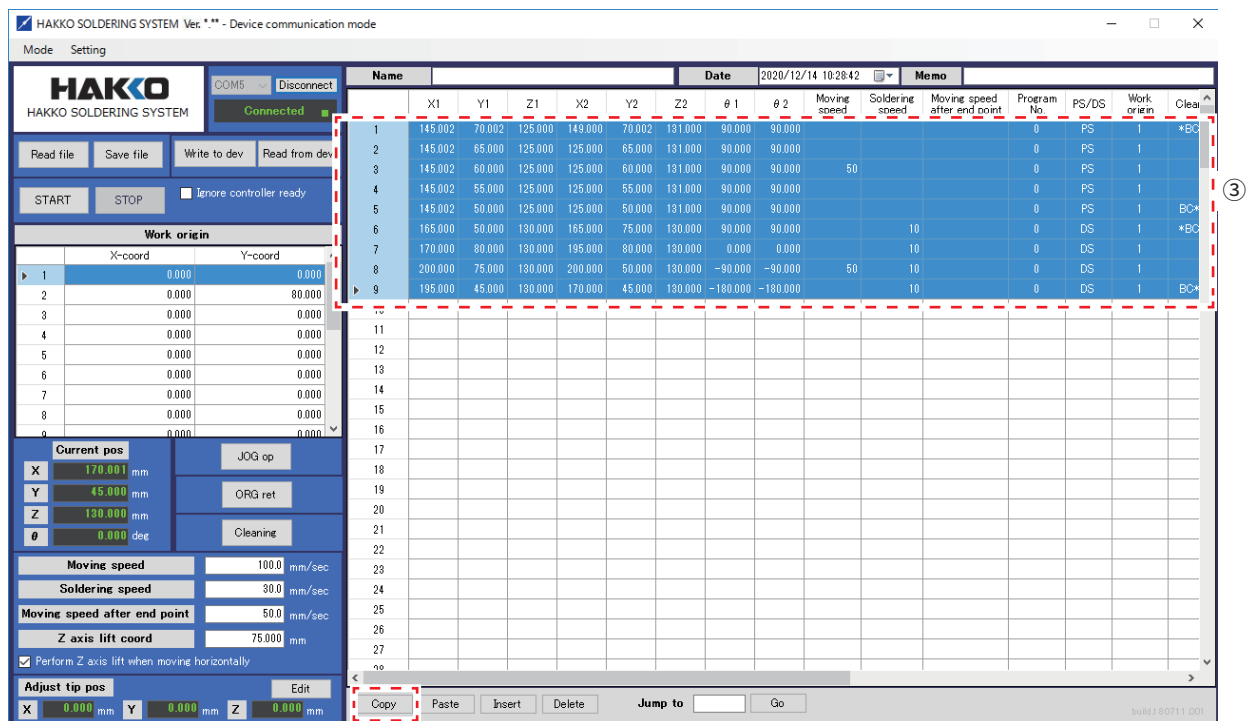 HAKKO SOLDERING SYSTEM Ver. *.** - Device communication mode
Mode Setting
HAKKO
HAKKO SOLDERING SYSTEM
COM5 Disconnect
Connected
Read file Save file Write to dev Read from dev
START STOP Ignore controller ready
Work origin
X-coord Y-coord
1 0.000 0.000
2 0.000 80.000
3 0.000 0.000
4 0.000 0.000
5 0.000 0.000
6 0.000 0.000
7 0.000 0.000
8 0.000 0.000
9 0.000 0.000
Current pos
X 170.001 mm
Y 45.000 mm
Z 130.000 mm
θ 0.000 deg
JOG op
ORG ret
Cleaning
Moving speed 100.0 mm/sec
Soldering speed 30.0 mm/sec
Moving speed after end point 50.0 mm/sec
Z axis lift coord 75.000 mm
Perform Z axis lift when moving horizontally
Adjust tip pos Edit
X 0.000 mm Y 0.000 mm Z 0.000 mm
Name Date 2020/12/14 10:28:42 Memo
X1 Y1 Z1 X2 Y2 Z2 θ 1 θ 2 Moving speed Soldering speed Moving speed after end point Program No. PS/DS Work origin Clear
1 145.002 70.002 125.000 149.000 70.002 131.000 90.000 90.000 0 PS 1 *BC
2 145.002 65.000 125.000 125.000 65.000 131.000 90.000 90.000 0 PS 1
3 145.002 60.000 125.000 125.000 60.000 131.000 90.000 90.000 50 0 PS 1
4 145.002 55.000 125.000 125.000 55.000 131.000 90.000 90.000 0 PS 1
5 145.002 50.000 125.000 125.000 50.000 131.000 90.000 90.000 0 PS 1 BC*
6 165.000 50.000 130.000 165.000 75.000 130.000 90.000 90.000 10 0 DS 1 *BC
7 170.000 80.000 130.000 195.000 80.000 130.000 0.000 0.000 10 0 DS 1
8 200.000 75.000 130.000 200.000 50.000 130.000 -90.000 -90.000 50 10 0 DS 1
9 195.000 45.000 130.000 170.000 45.000 130.000 -180.000 -180.000 10 0 DS 1 BC*
10
11
12
13
14
15
16
17
18
19
20
21
22
23
24
25
26
27
28
③
Copy Paste Insert Delete Jump to Go
build.180711.001